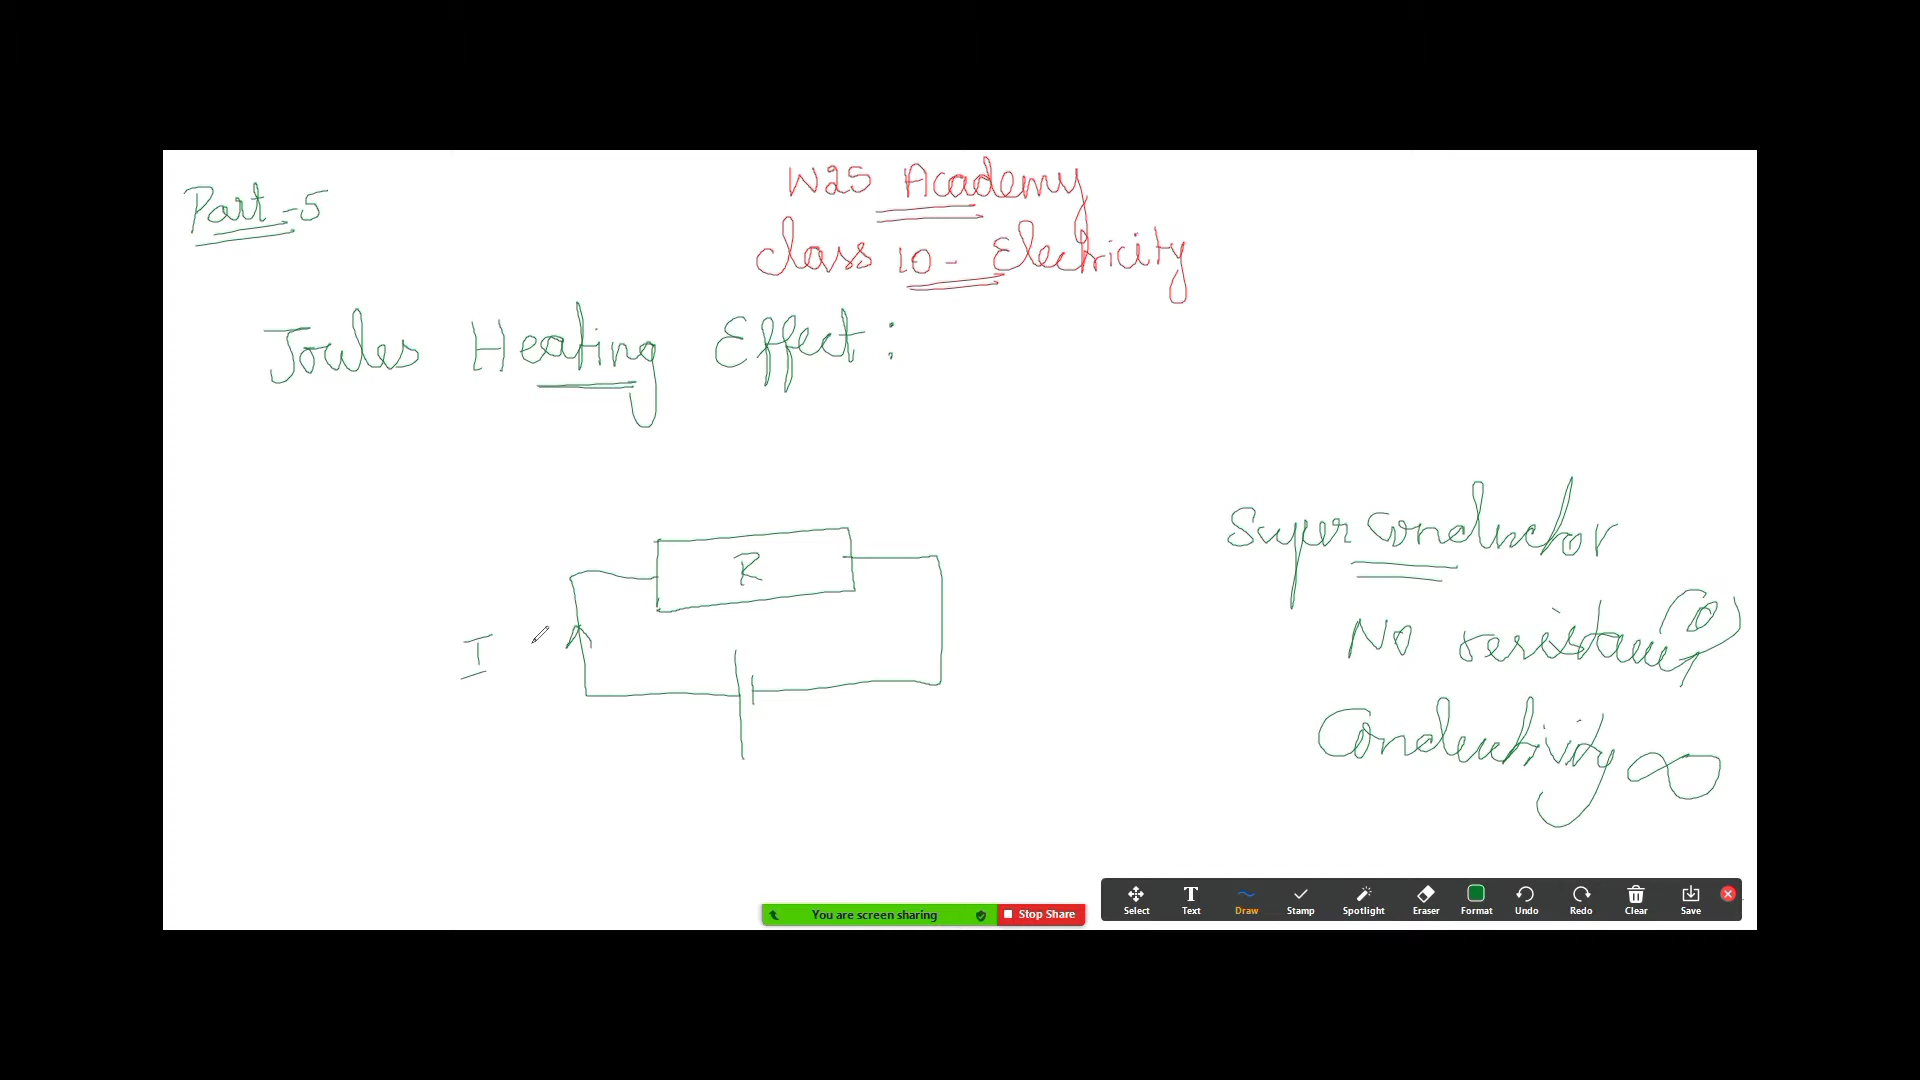 Part-5
W25 Academy
Class 10 - Electricity
Joules Heating Effect :
R
I
Super Conductor
No resistance (0)
Conductivity ∞
You are screen sharing
Stop Share
Select Text Draw Stamp Spotlight Eraser Format Undo Redo Clear Save